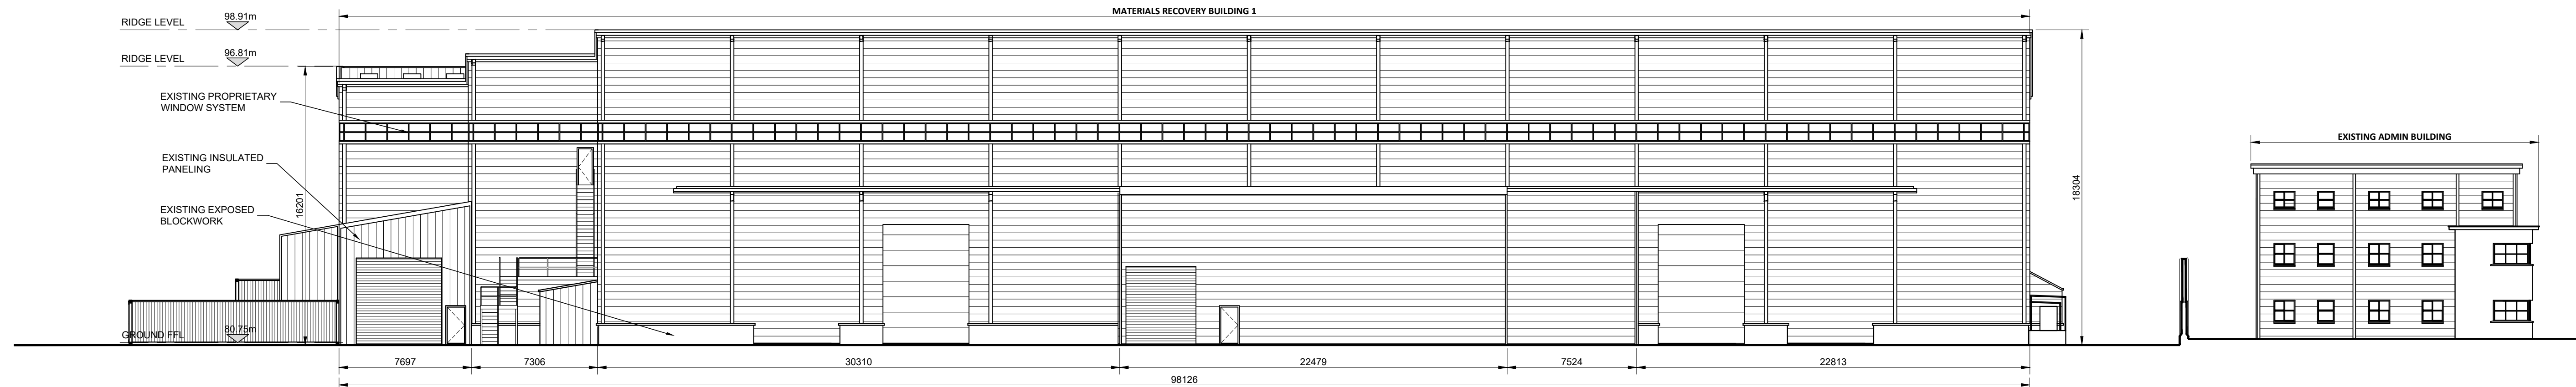 MATERIALS RECOVERY BUILDING 1
RIDGE LEVEL 98.91m
RIDGE LEVEL 96.81m
EXISTING PROPRIETARY
WINDOW SYSTEM
EXISTING INSULATED
PANELING
EXISTING EXPOSED
BLOCKWORK
16201
GROUND FFL 80.75m
18304
EXISTING ADMIN BUILDING
7697
7306
30310
22479
7524
22813
98126